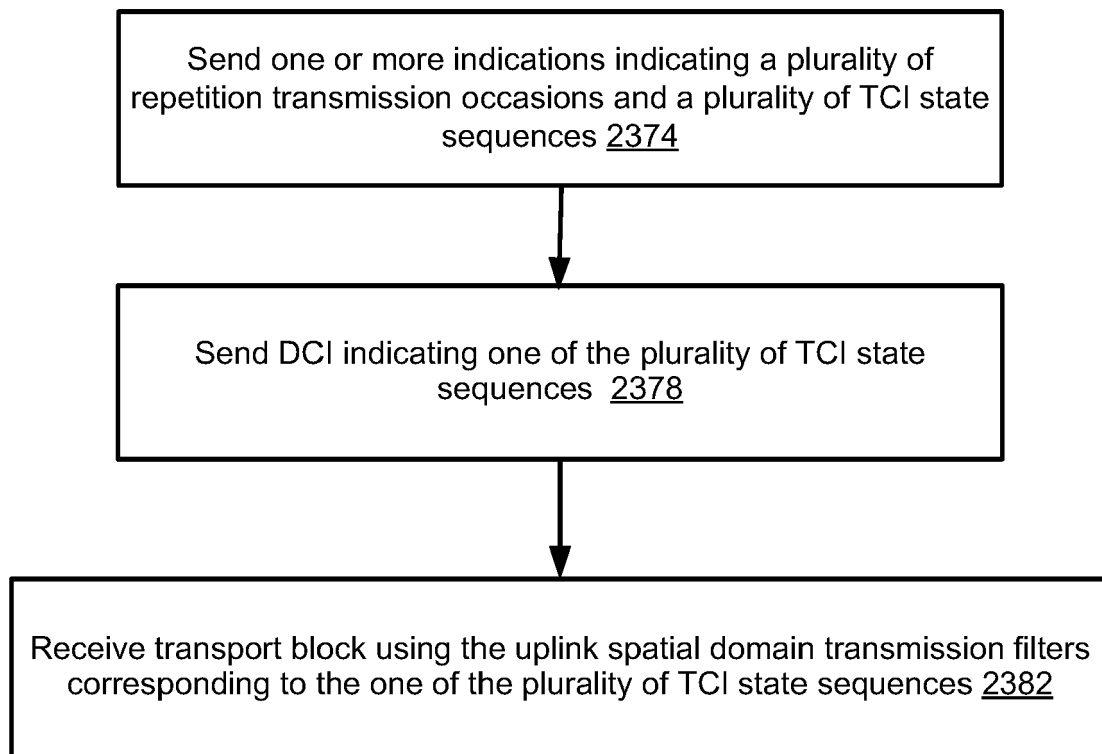 Send one or more indications indicating a plurality of
repetition transmission occasions and a plurality of TCI state
sequences 2374
Send DCI indicating one of the plurality of TCI state
sequences 2378
Receive transport block using the uplink spatial domain transmission filters
corresponding to the one of the plurality of TCI state sequences 2382